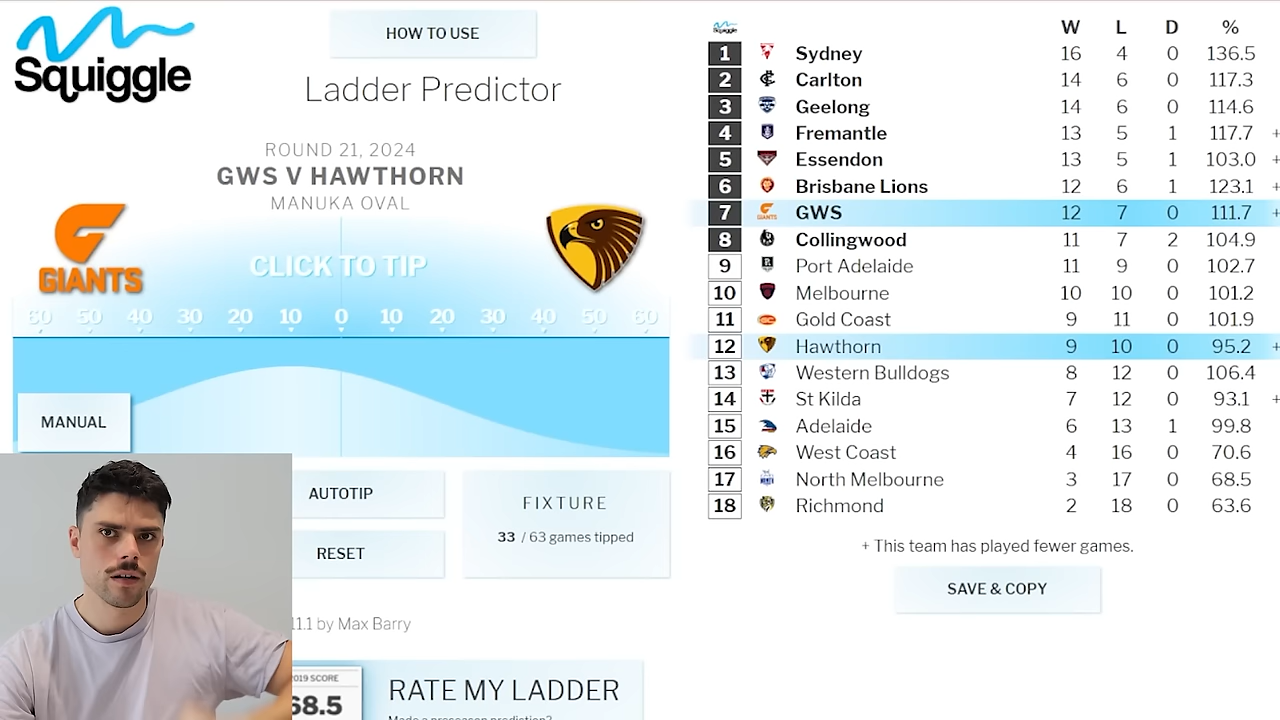 Squiggle
HOW TO USE
Ladder Predictor
ROUND 21, 2024
GWS V HAWTHORN
MANUKA OVAL
GIANTS
CLICK TO TIP
60 50 40 30 20 10 0 10 20 30 40 50 60
MANUAL
AUTOTIP
RESET
FIXTURE
33 / 63 games tipped
11.1 by Max Barry
2019 SCORE
68.5
RATE MY LADDER
Made a preseason prediction?
Squiggle W L D %
1 Sydney 16 4 0 136.5
2 Carlton 14 6 0 117.3
3 Geelong 14 6 0 114.6
4 Fremantle 13 5 1 117.7 +
5 Essendon 13 5 1 103.0 +
6 Brisbane Lions 12 6 1 123.1 +
7 GIANTS GWS 12 7 0 111.7 +
8 Collingwood 11 7 2 104.9
9 Port Adelaide 11 9 0 102.7
10 Melbourne 10 10 0 101.2
11 Gold Coast 9 11 0 101.9
12 Hawthorn 9 10 0 95.2 +
13 Western Bulldogs 8 12 0 106.4
14 St Kilda 7 12 0 93.1 +
15 Adelaide 6 13 1 99.8
16 West Coast 4 16 0 70.6
17 North Melbourne 3 17 0 68.5
18 Richmond 2 18 0 63.6
+ This team has played fewer games.
SAVE & COPY